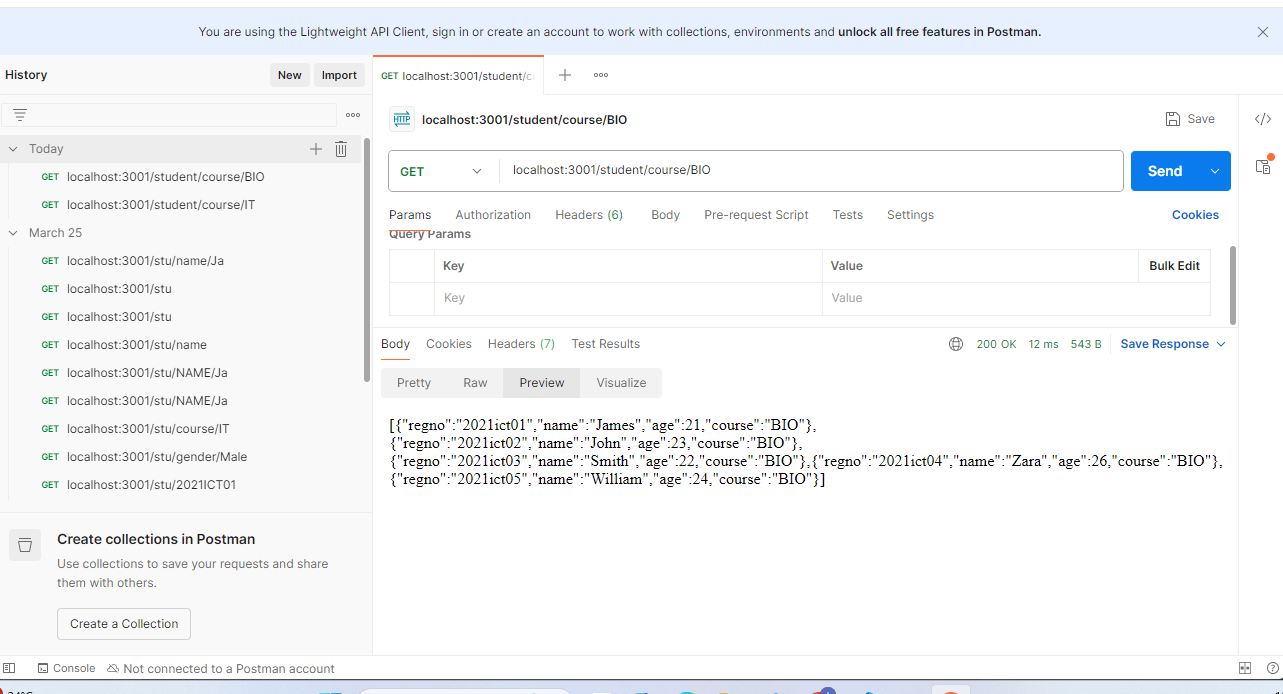 You are using the Lightweight API Client, sign in or create an account to work with collections, environments and unlock all free features in Postman.
History
New
Import
Today
GET localhost:3001/student/course/BIO
GET localhost:3001/student/course/IT
March 25
GET localhost:3001/stu/name/Ja
GET localhost:3001/stu
GET localhost:3001/stu
GET localhost:3001/stu/name
GET localhost:3001/stu/NAME/Ja
GET localhost:3001/stu/NAME/Ja
GET localhost:3001/stu/course/IT
GET localhost:3001/stu/gender/Male
GET localhost:3001/stu/2021ICT01
Create collections in Postman
Use collections to save your requests and share
them with others.
Create a Collection
GET localhost:3001/student/c
HTTP localhost:3001/student/course/BIO
Save
GET localhost:3001/student/course/BIO
Send
Params Authorization Headers (6) Body Pre-request Script Tests Settings Cookies
Query Params
Key Value Bulk Edit
Key Value
Body Cookies Headers (7) Test Results 200 OK 12 ms 543 B Save Response
Pretty Raw Preview Visualize
[{"regno":"2021ict01","name":"James","age":21,"course":"BIO"},
{"regno":"2021ict02","name":"John","age":23,"course":"BIO"},
{"regno":"2021ict03","name":"Smith","age":22,"course":"BIO"},{"regno":"2021ict04","name":"Zara","age":26,"course":"BIO"},
{"regno":"2021ict05","name":"William","age":24,"course":"BIO"}]
Console Not connected to a Postman account